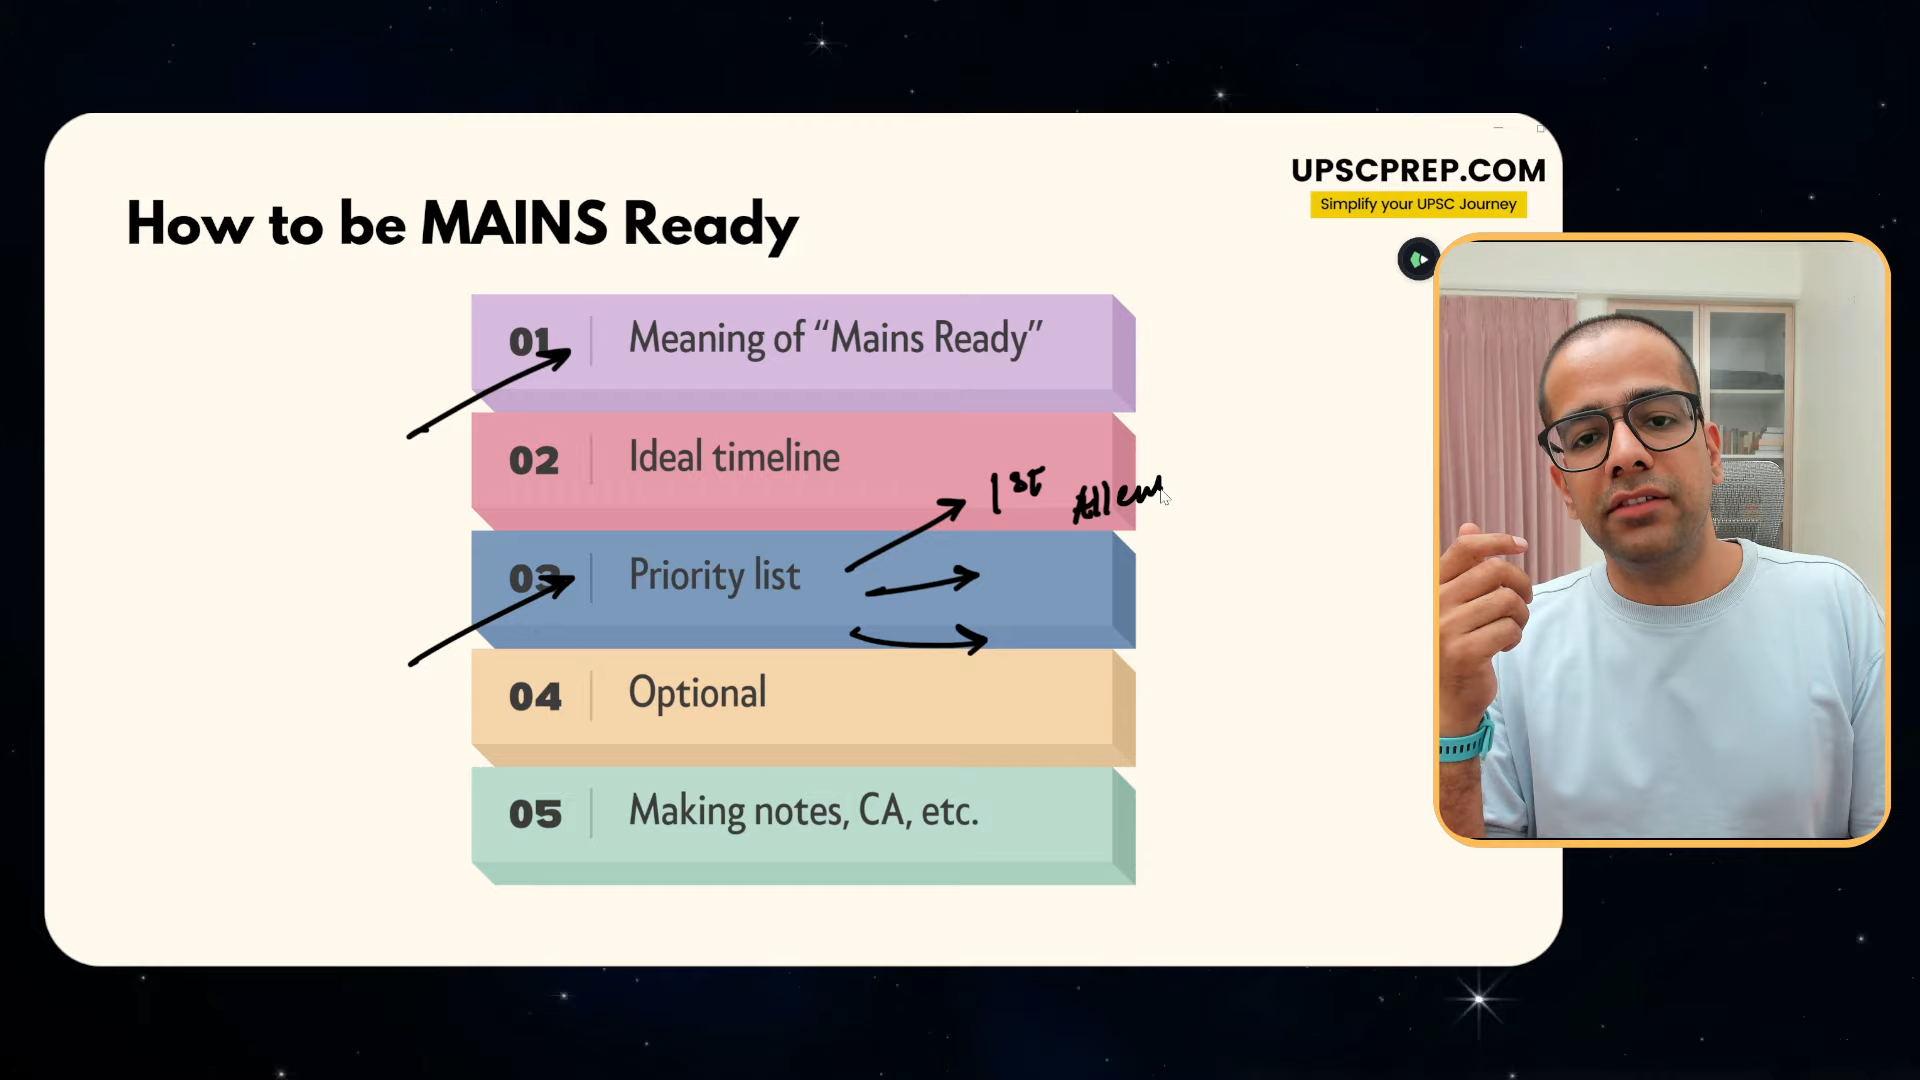 UPSCPREP.COM
Simplify your UPSC Journey
How to be MAINS Ready
01 Meaning of “Mains Ready”
02 Ideal timeline
1st
03 Priority list
04 Optional
05 Making notes, CA, etc.